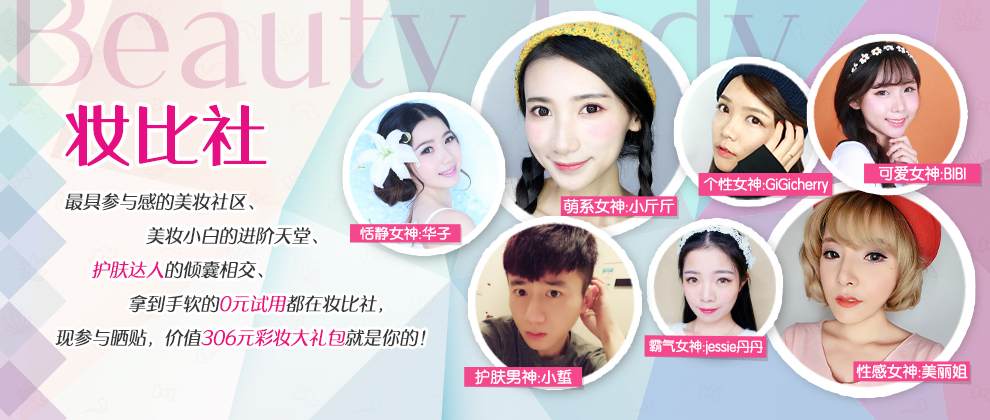 Beauty lady
妆比社
最具参与感的美妆社区、
美妆小白的进阶天堂、
护肤达人的倾囊相交、
拿到手软的0元试用都在妆比社，
现参与晒贴，价值306元彩妆大礼包就是你的！
恬静女神:华子
萌系女神:小斤斤
个性女神:GiGicherry
可爱女神:BIBI
护肤男神:小蜇
霸气女神:jessie丹丹
性感女神:美丽姐